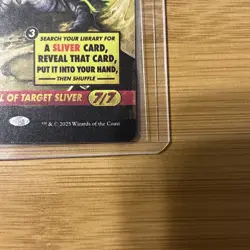 3
SEARCH YOUR LIBRARY FOR
A SLIVER CARD,
REVEAL THAT CARD,
PUT IT INTO YOUR HAND,
THEN SHUFFLE
L OF TARGET SLIVER 7/7
™ & © 2025 Wizards of the Coast